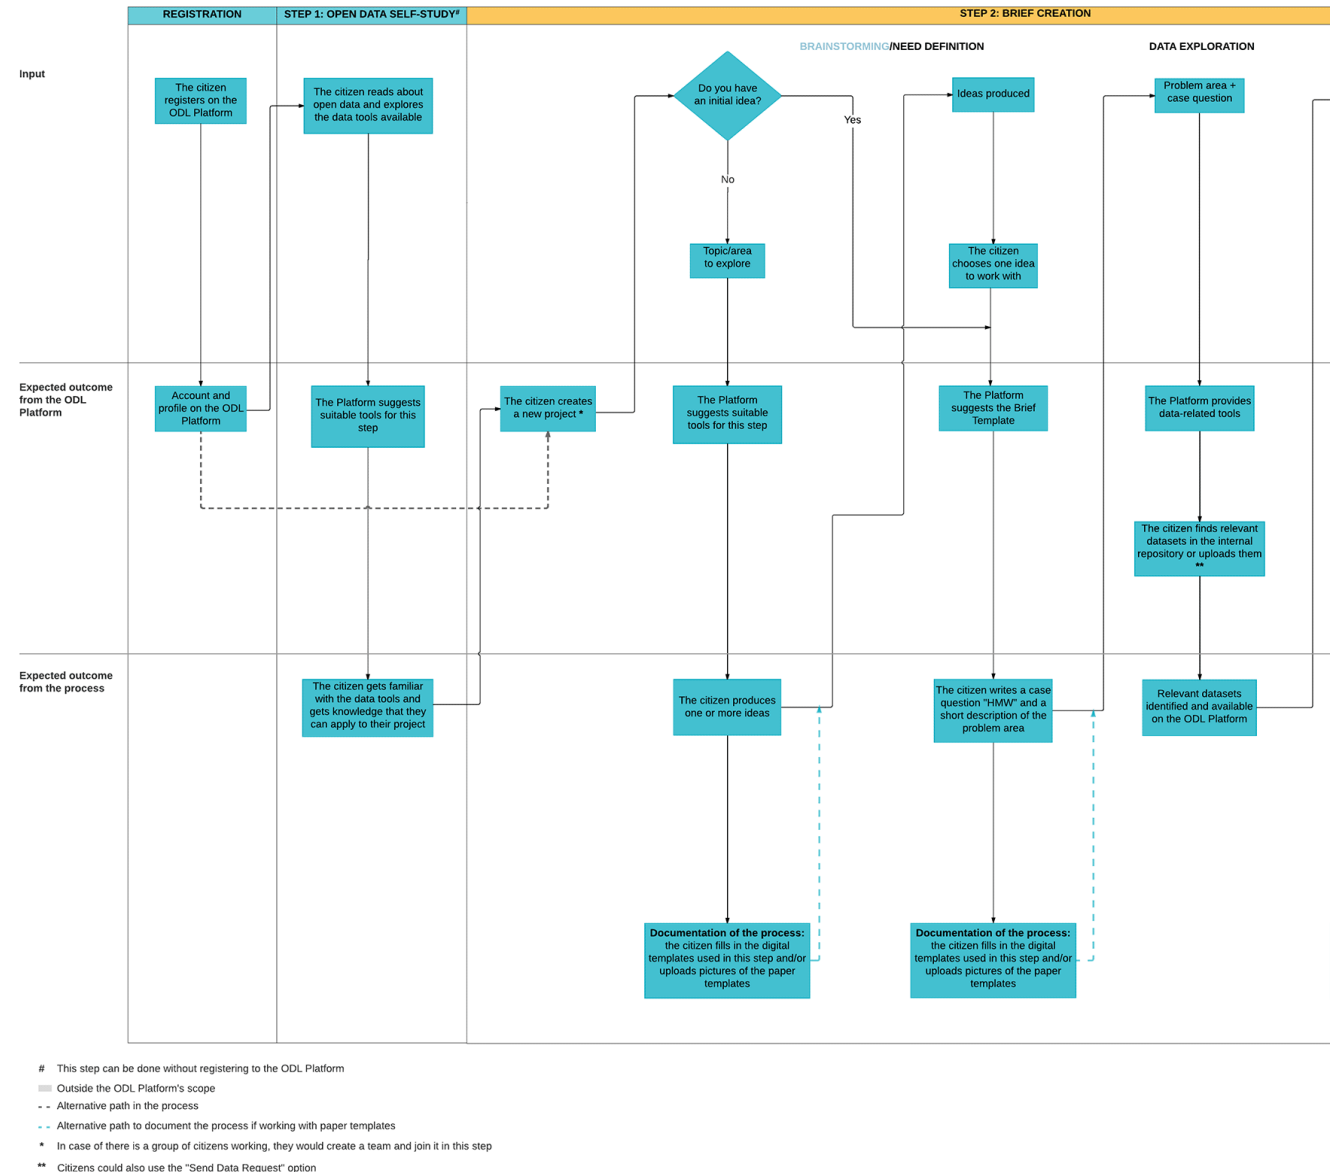 REGISTRATION
STEP 1: OPEN DATA SELF-STUDY#
STEP 2: BRIEF CREATION
BRAINSTORMING/NEED DEFINITION
DATA EXPLORATION
Input
The citizen
registers on the
ODL Platform
The citizen reads about
open data and explores
the data tools available
Do you have
an initial idea?
Yes
No
Ideas produced
Problem area +
case question
Topic/area
to explore
The citizen
chooses one idea
to work with
Expected outcome
from the ODL
Platform
Account and
profile on the ODL
Platform
The Platform suggests
suitable tools for this
step
The citizen creates
a new project *
The Platform
suggests suitable
tools for this step
The Platform
suggests the Brief
Template
The Platform provides
data-related tools
The citizen finds relevant
datasets in the internal
repository or uploads them
**
Expected outcome
from the process
The citizen gets familiar
with the data tools and
gets knowledge that they
can apply to their project
The citizen produces
one or more ideas
The citizen writes a case
question "HMW" and a
short description of the
problem area
Relevant datasets
identified and available
on the ODL Platform
Documentation of the process:
the citizen fills in the digital
templates used in this step and/or
uploads pictures of the paper
templates
Documentation of the process:
the citizen fills in the digital
templates used in this step and/or
uploads pictures of the paper
templates
# This step can be done without registering to the ODL Platform
Outside the ODL Platform's scope
Alternative path in the process
Alternative path to document the process if working with paper templates
* In case of there is a group of citizens working, they would create a team and join it in this step
** Citizens could also use the "Send Data Request" option